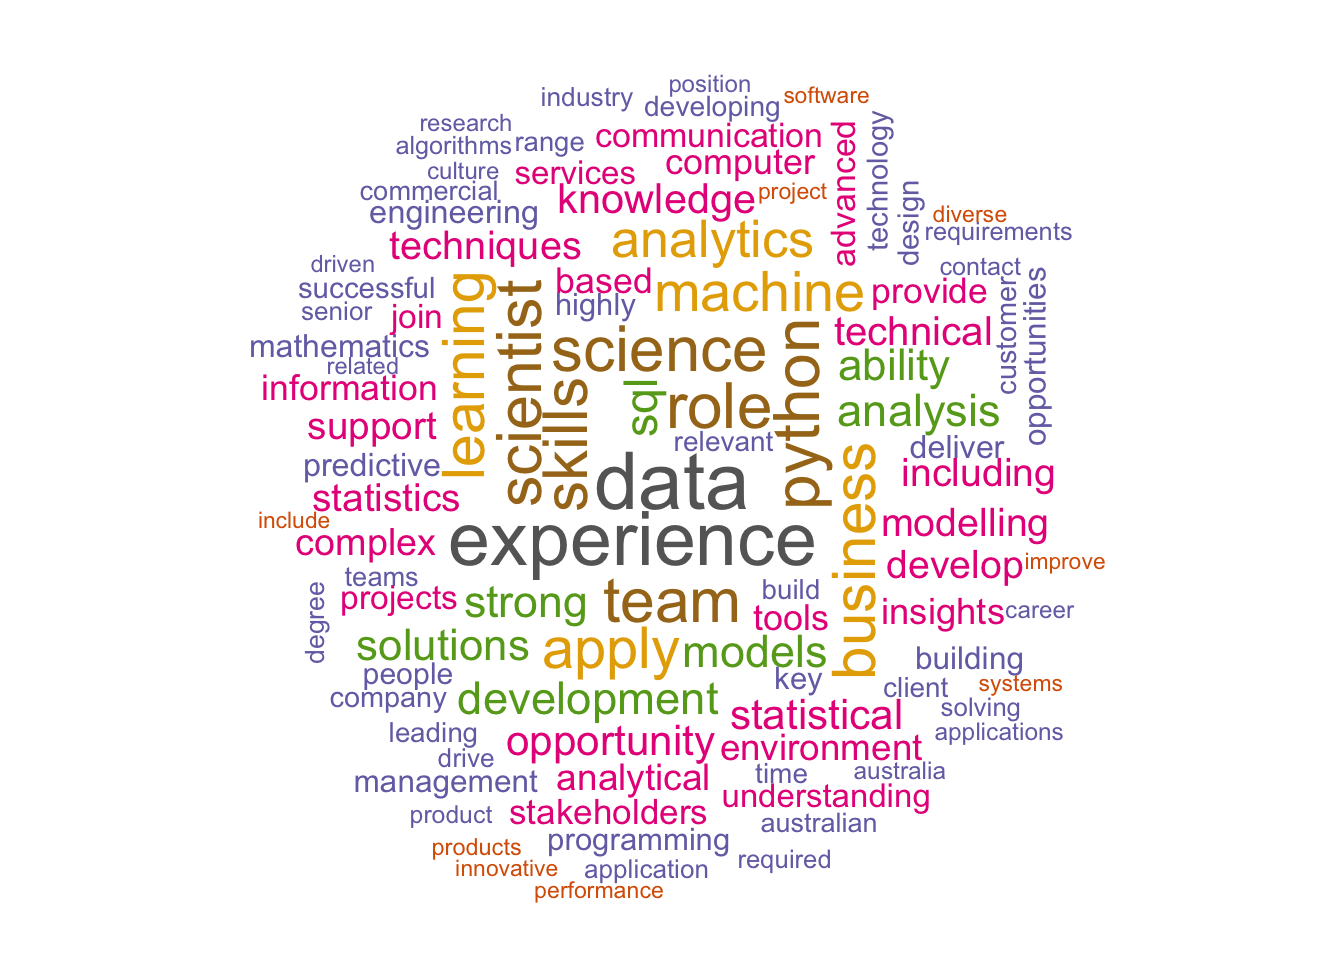 position
industry
developing
software
research
communication
algorithms
range
computer
advanced
technology
culture
services
commercial
knowledge
project
engineering
design
diverse
requirements
techniques
analytics
driven
contact
successful
based
machine
provide
customer
opportunities
senior
join
highly
learning
scientist
mathematics
science
technical
related
ability
information
skills
sql
role
python
analysis
support
relevant
deliver
predictive
data
including
statistics
business
include
complex
experience
modelling
teams
develop
improve
degree
projects
strong
team
build
tools
insights
career
solutions
apply
models
building
people
key
client
systems
company
development
statistical
solving
leading
opportunity
environment
applications
drive
management
analytical
time
australia
understanding
product
stakeholders
australian
programming
products
required
innovative
application
performance